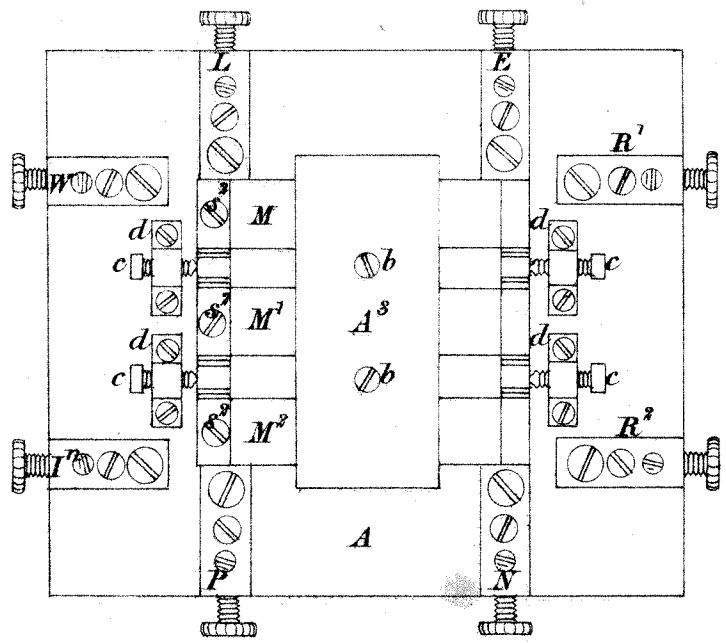 L E
R¹
W
S³ M
d d
c b c
S¹ M¹ A³
d d
c b c
S² M² R²
Iⁿ
A
P N